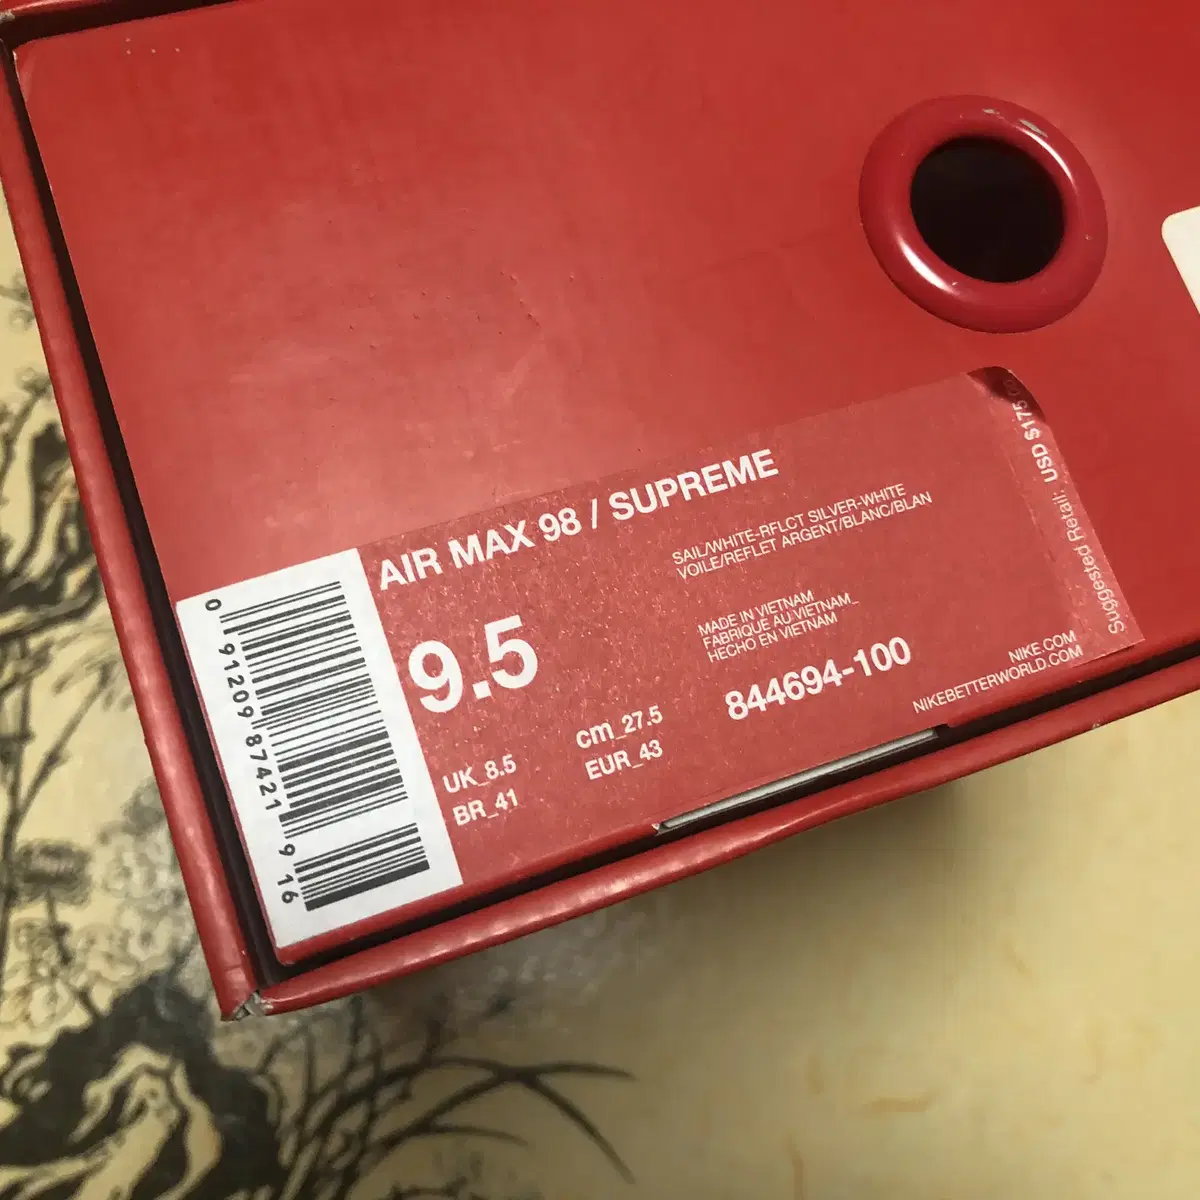 AIR MAX 98 / SUPREME
SAIL/WHITE-RFLCT SILVER-WHITE
VOILE/REFLET ARGENT/BLANC/BLAN
9.5
MADE IN VIETNAM
FABRIQUE AU VIETNAM_
HECHO EN VIETNAM
UK_8.5
cm_27.5
BR_41
EUR_43
844694-100
NIKE.COM
NIKEBETTERWORLD.COM
Suggested Retail: USD $175.00
0 91209 87421 9 16